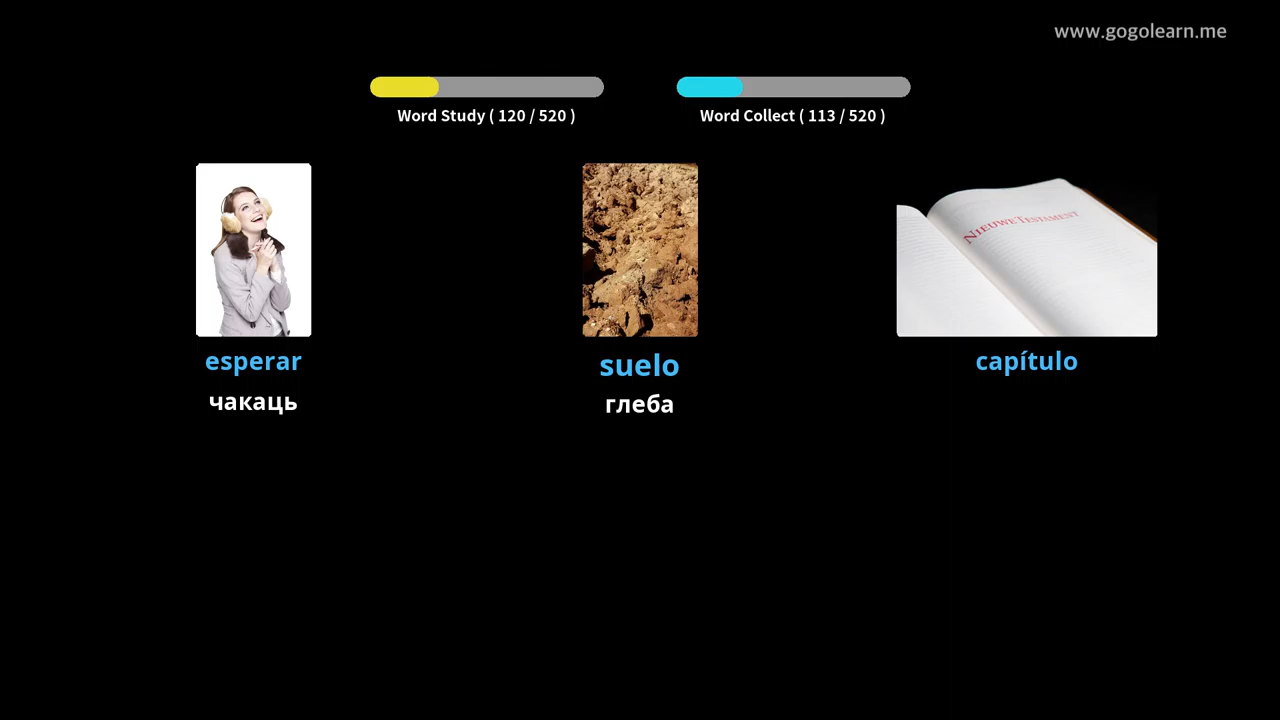 www.gogolearn.me
Word Study ( 120 / 520 )
Word Collect ( 113 / 520 )
NIEUWE TESTAMENT
esperar
suelo
capítulo
чакаць
глеба